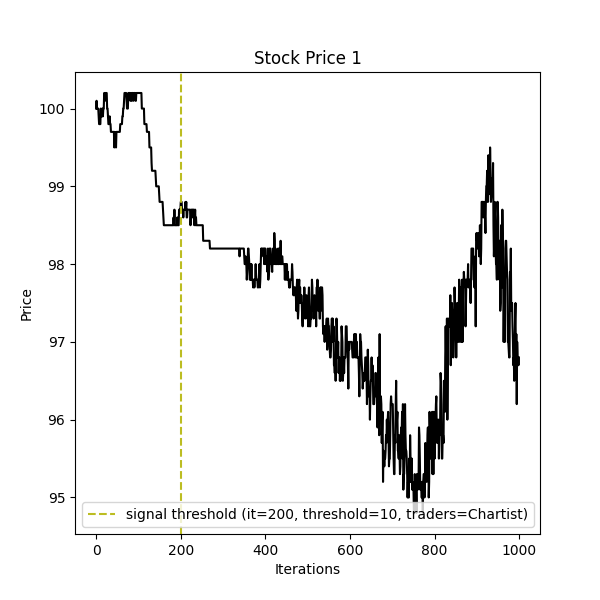 Stock Price 1
Price
100
99
98
97
96
95
signal threshold (it=200, threshold=10, traders=Chartist)
0 200 400 600 800 1000
Iterations